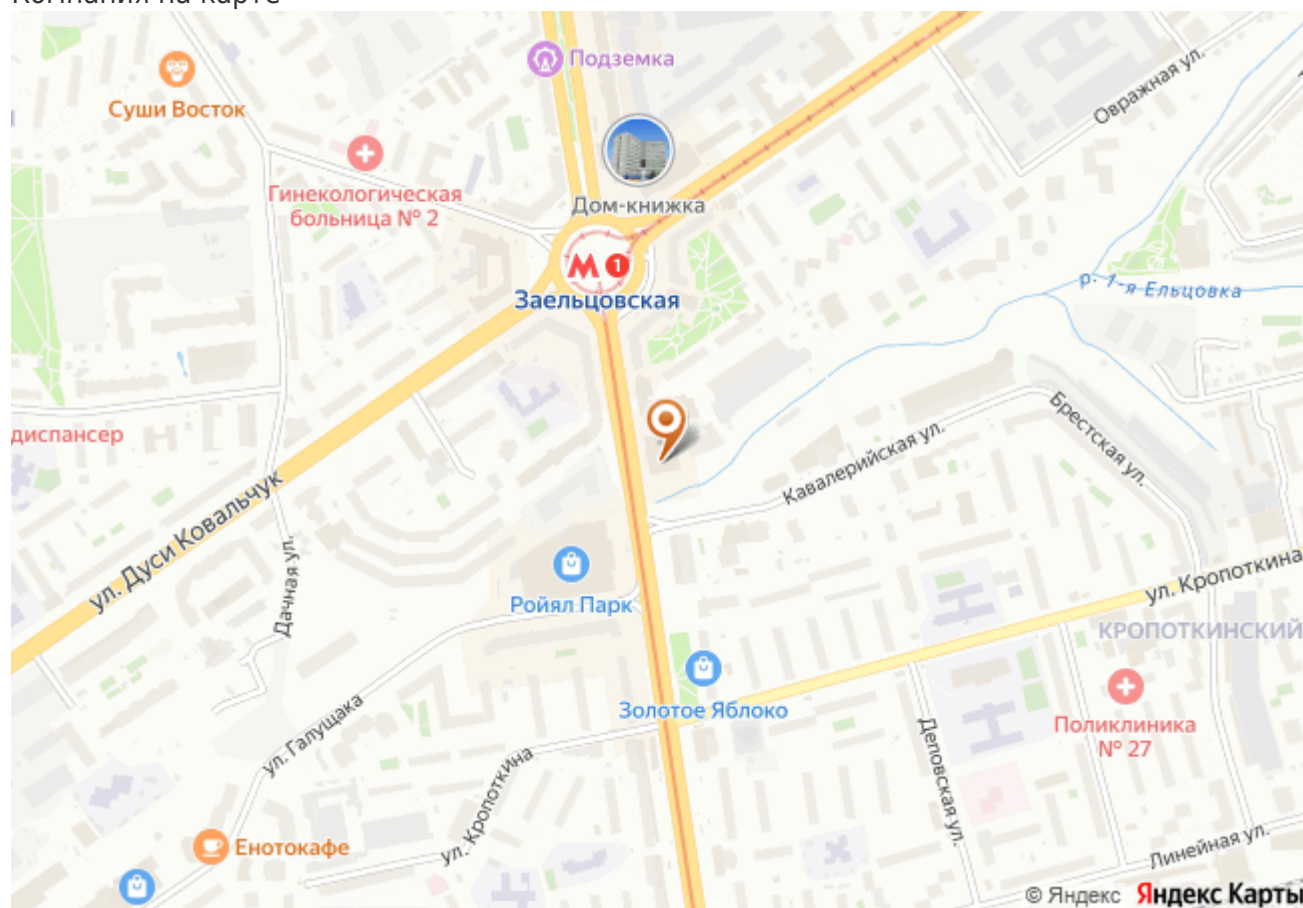 Компания на карте
Подземка
Суши Восток
Овражная ул.
Гинекологическая
больница № 2
Дом-книжка
М 1
Заельцовская
р. 1-я Ельцовка
диспансер
Брестская ул.
Кавалерийская ул.
ул. Дуси Ковальчук
Дачная ул.
Ройял Парк
ул. Кропоткина
КРОПОТКИНСКИЙ
Золотое Яблоко
Поликлиника
№ 27
ул. Галущака
Деповская ул.
ул. Кропоткина
Енотокафе
Линейная ул.
© Яндекс Яндекс Карты